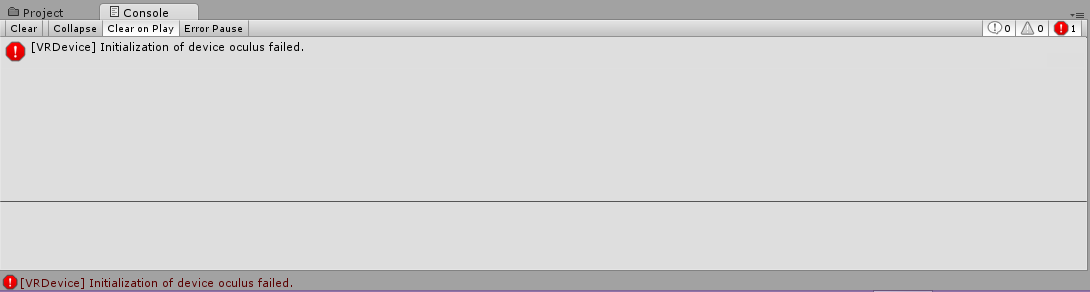 Project Console
Clear Collapse Clear on Play Error Pause 0 0 1
[VRDevice] Initialization of device oculus failed.
[VRDevice] Initialization of device oculus failed.